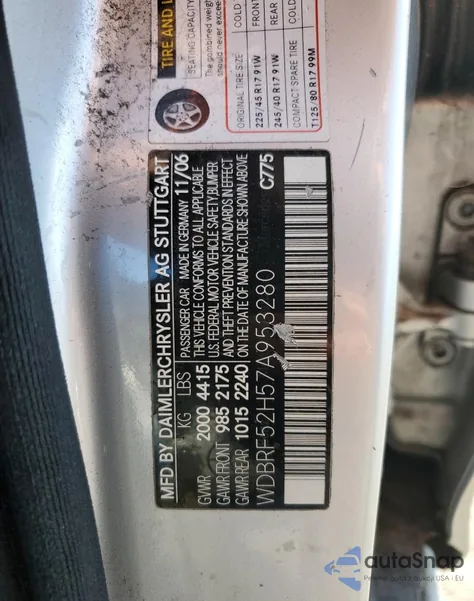 TIRE AND L
The combined weight
should never exceed
ORIGINAL TIRE SIZE COLD
225/45 R17 91W FRONT
245/40 R17 91W REAR
COMPACT SPARE TIRE COLD
T125/80 R17 99M
MFD BY DAIMLERCHRYSLER AG STUTTGART
KG LBS PASSENGER CAR MADE IN GERMANY 11/06
GVWR 2000 4415 THIS VEHICLE CONFORMS TO ALL APPLICABLE
U.S. FEDERAL MOTOR VEHICLE SAFETY BUMPER
GAWR FRONT 985 2175 AND THEFT PREVENTION STANDARDS IN EFFECT
GAWR REAR 1015 2240 ON THE DATE OF MANUFACTURE SHOWN ABOVE
C775
WDBRF52H57A953280
autoSnap